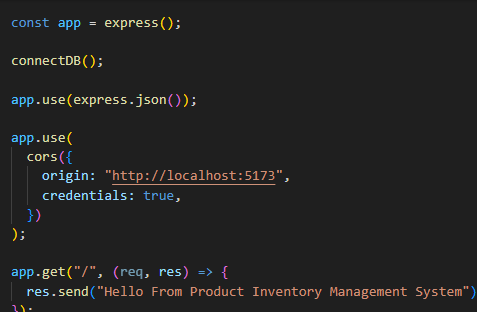 const app = express();
connectDB();
app.use(express.json());
app.use(
cors({
origin: "http://localhost:5173",
credentials: true,
})
);
app.get("/", (req, res) => {
res.send("Hello From Product Inventory Management System")
});